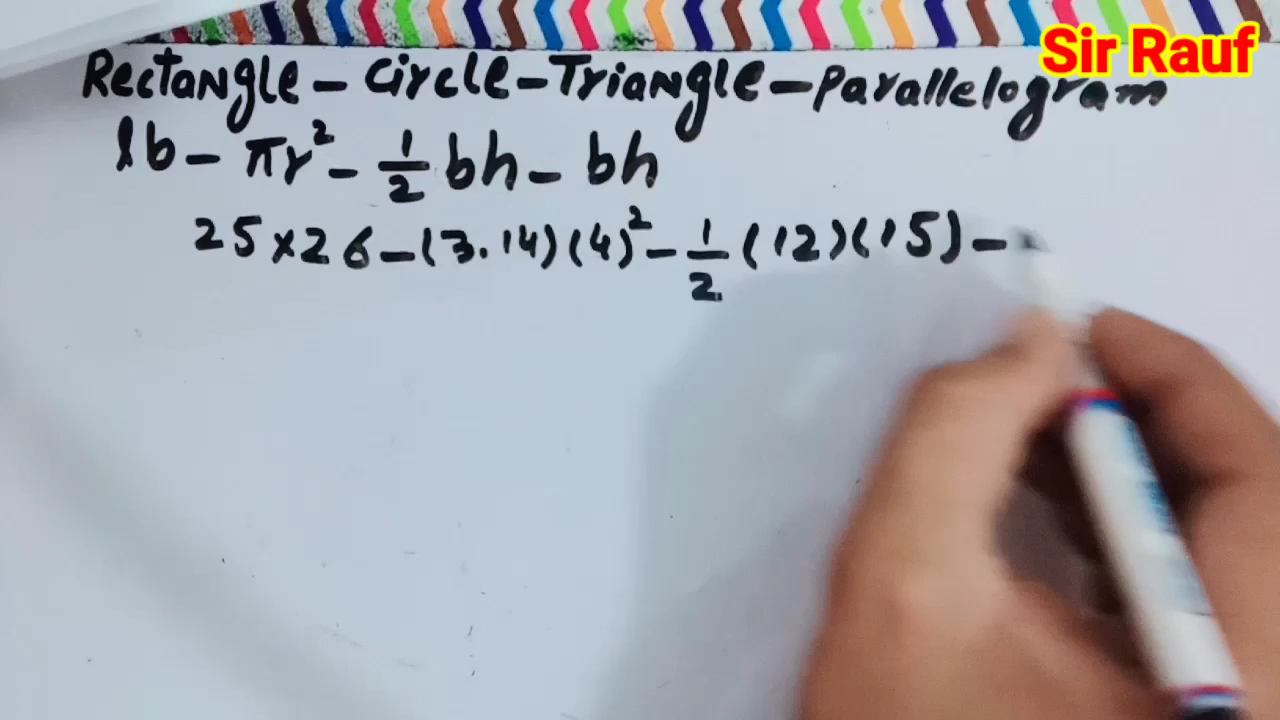 Sir Rauf
Rectangle - Circle - Triangle - Parallelogram
lb - πr² - 1/2 bh - bh
25 × 26 - (3.14) (4)² - 1/2 (12) (15) -